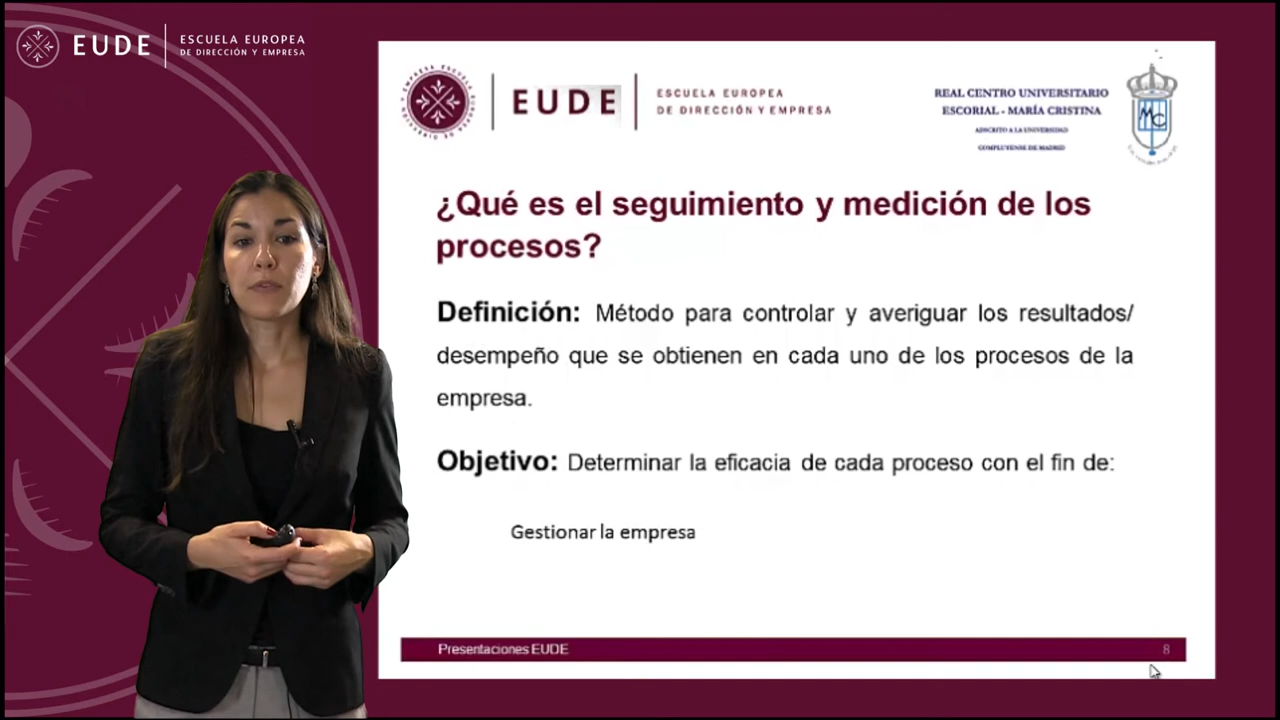 EUDE
ESCUELA EUROPEA
DE DIRECCIÓN Y EMPRESA
EUDE
ESCUELA EUROPEA
DE DIRECCIÓN Y EMPRESA
REAL CENTRO UNIVERSITARIO
ESCORIAL - MARÍA CRISTINA
ADSCRITO A LA UNIVERSIDAD
COMPLUTENSE DE MADRID
MC
¿Qué es el seguimiento y medición de los
procesos?
Definición: Método para controlar y averiguar los resultados/
desempeño que se obtienen en cada uno de los procesos de la
empresa.
Objetivo: Determinar la eficacia de cada proceso con el fin de:
Gestionar la empresa
Presentaciones EUDE
8